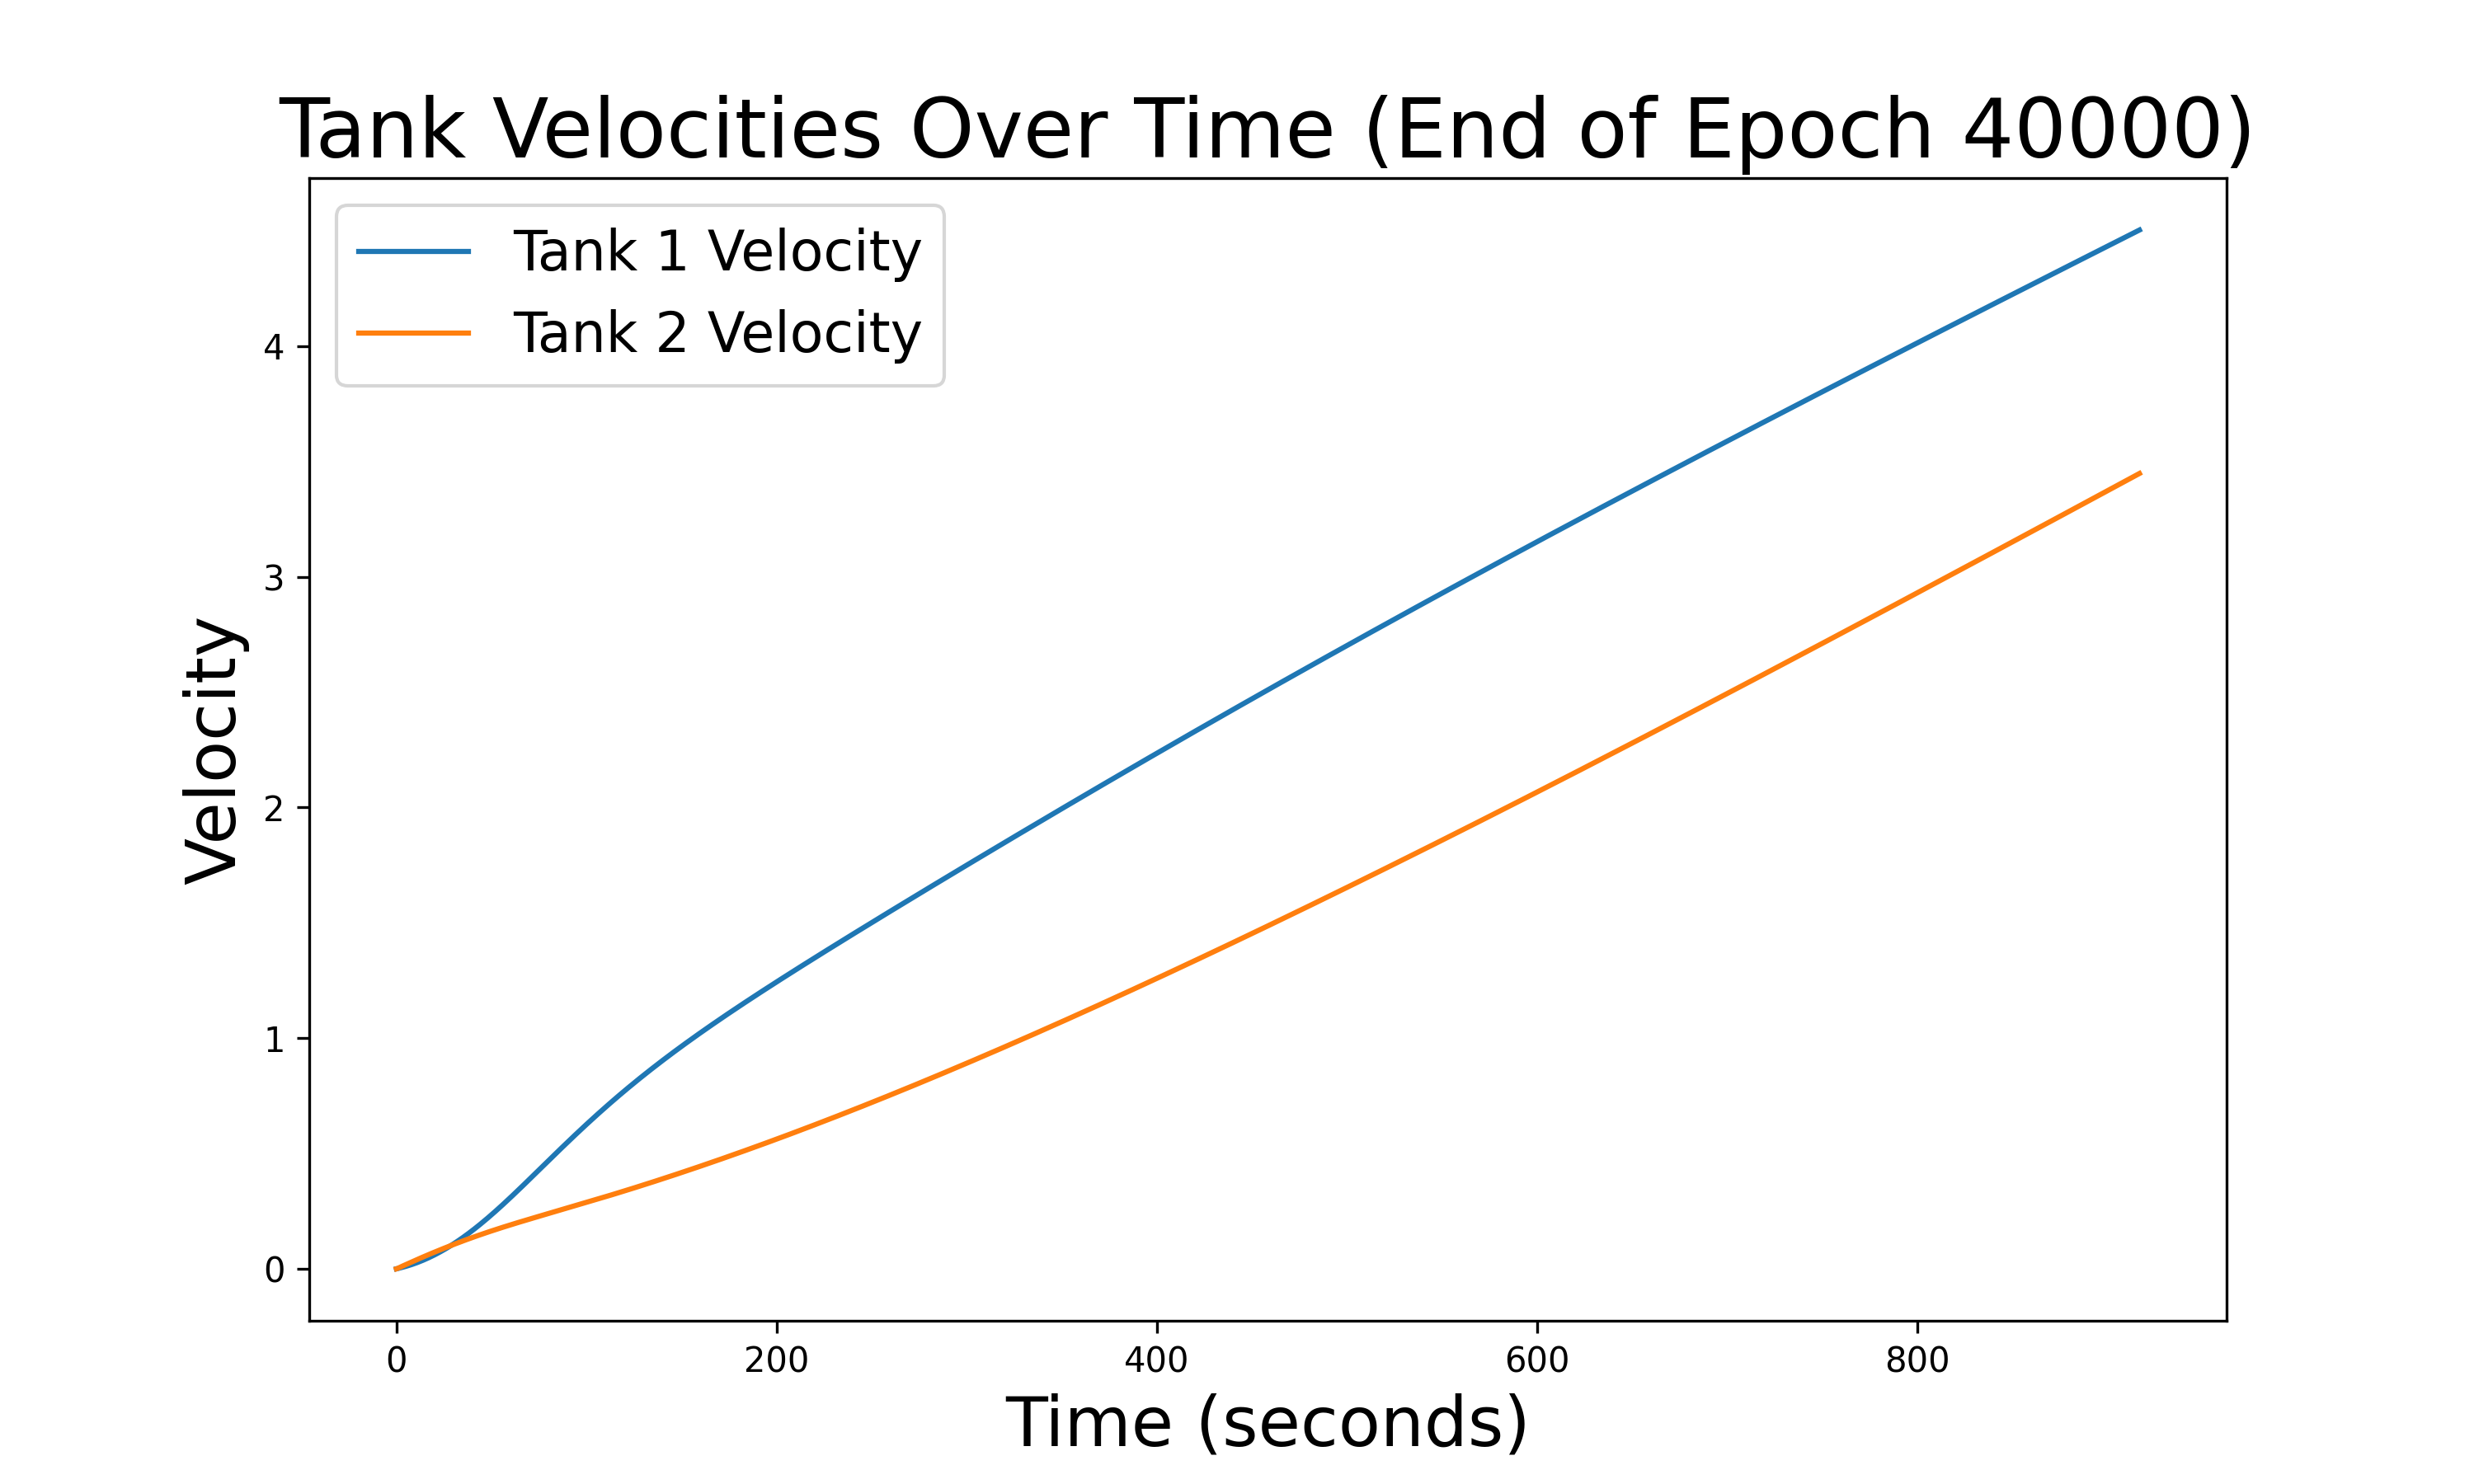 Tank Velocities Over Time (End of Epoch 40000)
Tank 1 Velocity
Tank 2 Velocity
Velocity
4
3
2
1
0
0 200 400 600 800
Time (seconds)